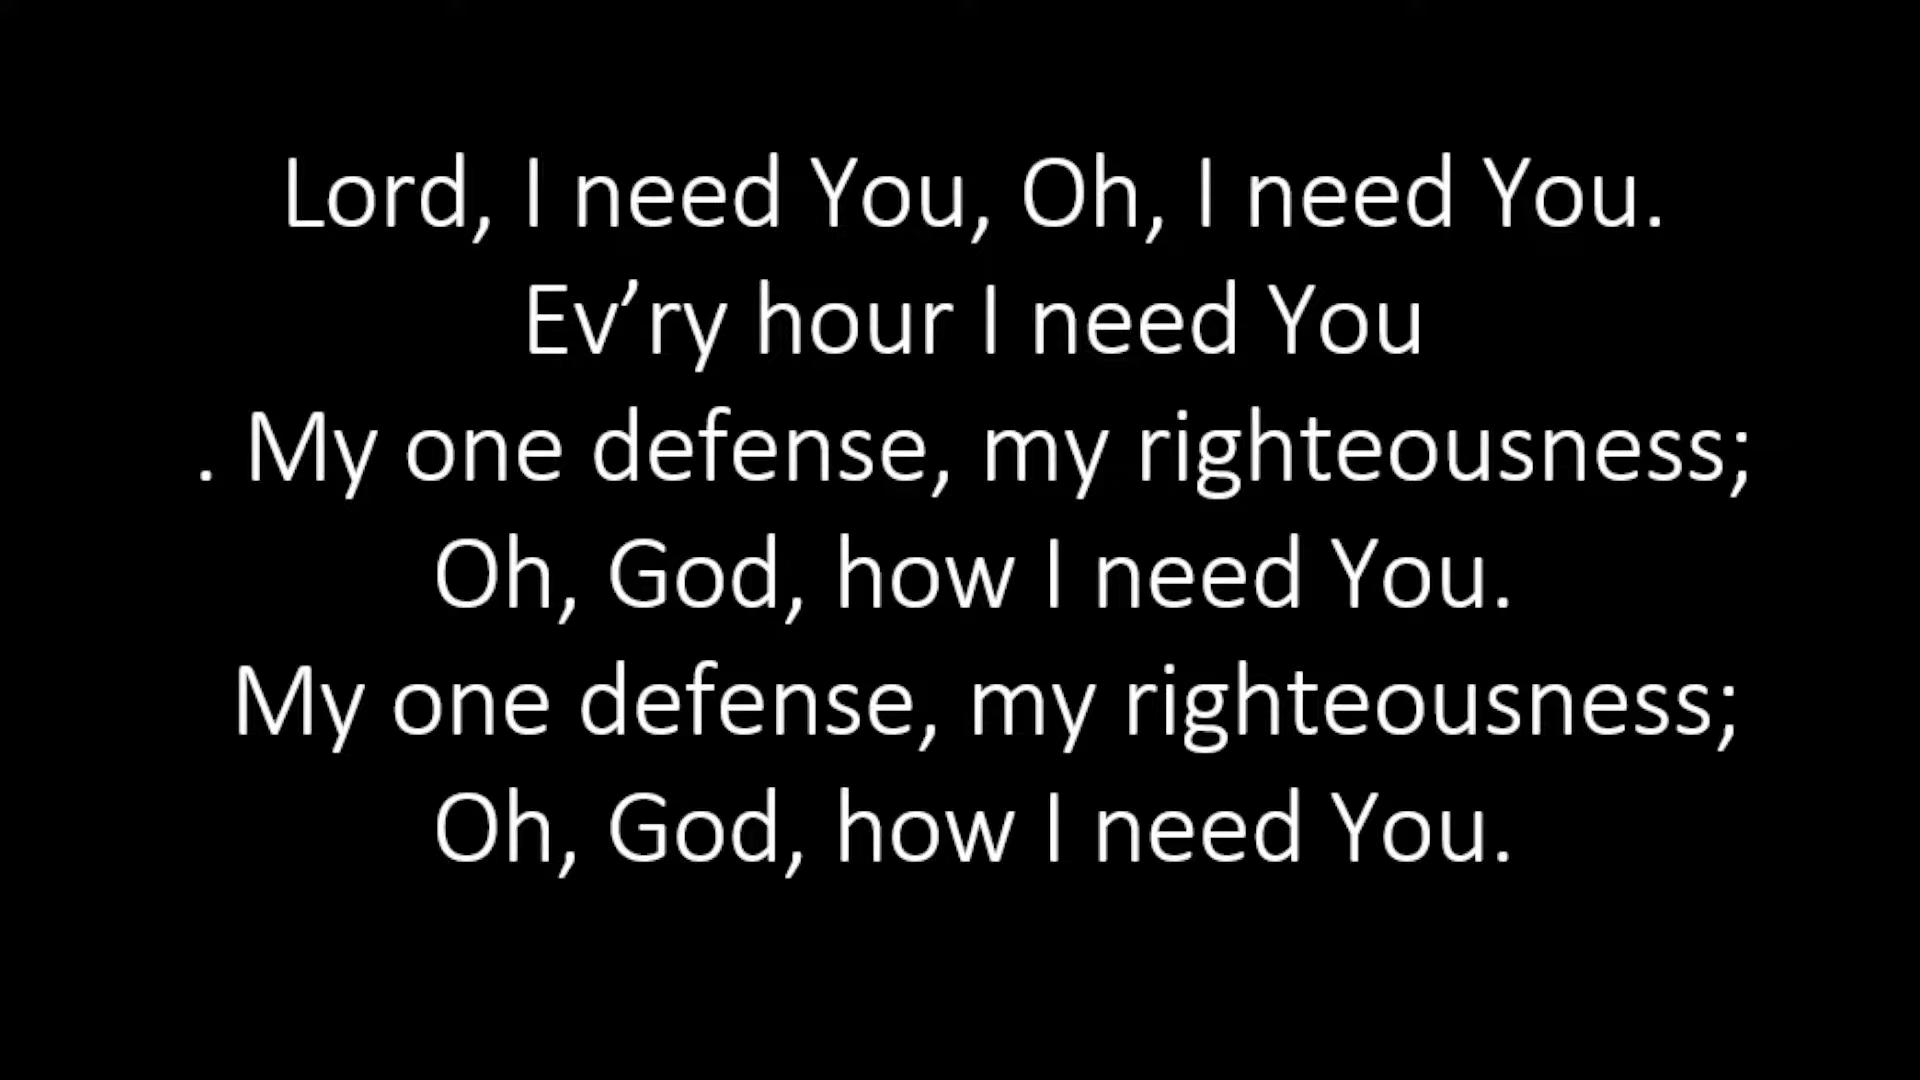 Lord, I need You, Oh, I need You.
Ev’ry hour I need You
. My one defense, my righteousness;
Oh, God, how I need You.
My one defense, my righteousness;
Oh, God, how I need You.